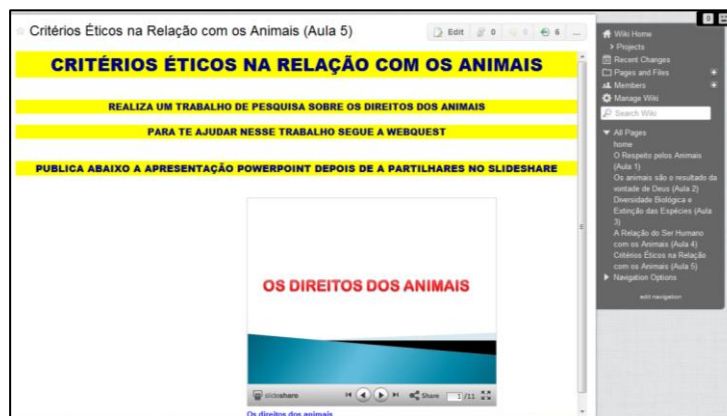 Critérios Éticos na Relação com os Animais (Aula 5)
Edit 0 0 6 ...
CRITÉRIOS ÉTICOS NA RELAÇÃO COM OS ANIMAIS
REALIZA UM TRABALHO DE PESQUISA SOBRE OS DIREITOS DOS ANIMAIS
PARA TE AJUDAR NESSE TRABALHO SEGUE A WEBQUEST
PUBLICA ABAIXO A APRESENTAÇÃO POWERPOINT DEPOIS DE A PARTILHARES NO SLIDESHARE
OS DIREITOS DOS ANIMAIS
slideshare Share 1 /11
Os direitos dos animais
0
Wiki Home
Projects
Recent Changes
Pages and Files
Members
Manage Wiki
Search Wiki
All Pages
home
O Respeito pelos Animais
(Aula 1)
Os animais são o resultado da
vontade de Deus (Aula 2)
Diversidade Biológica e
Extinção das Espécies (Aula
3)
A Relação do Ser Humano
com os Animais (Aula 4)
Critérios Éticos na Relação
com os Animais (Aula 5)
Navigation Options
edit navigation